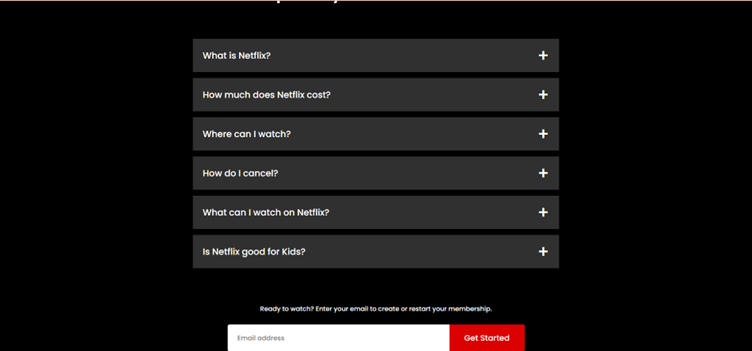 What is Netflix?
How much does Netflix cost?
Where can I watch?
How do I cancel?
What can I watch on Netflix?
Is Netflix good for Kids?
Ready to watch? Enter your email to create or restart your membership.
Email address
Get Started